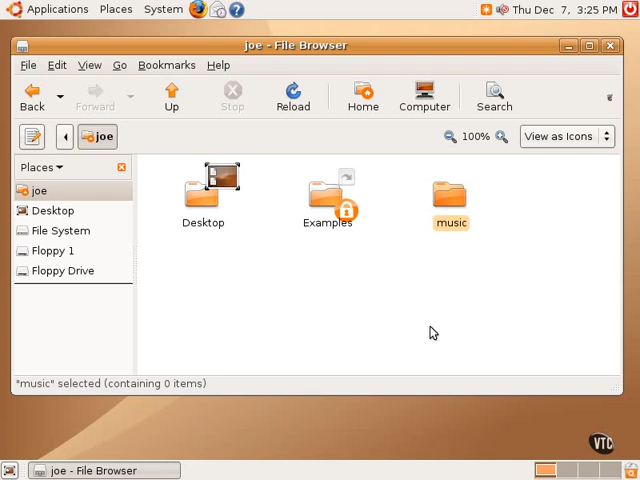 Applications Places System Thu Dec 7, 3:25 PM
joe - File Browser
File Edit View Go Bookmarks Help
Back Forward Up Stop Reload Home Computer Search
joe 100% View as Icons
Places
joe
Desktop
File System
Floppy 1
Floppy Drive
Desktop Examples music
"music" selected (containing 0 items)
VTC
joe - File Browser